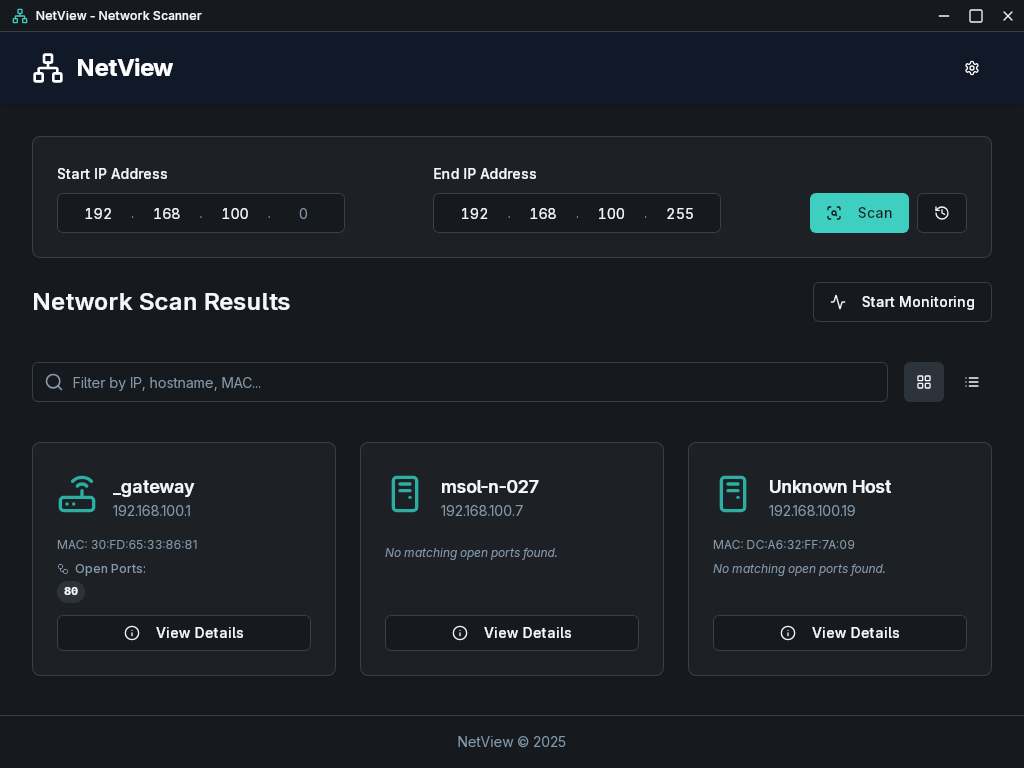 NetView - Network Scanner
NetView
Start IP Address
End IP Address
192 . 168 . 100 . 0
192 . 168 . 100 . 255
Scan
Network Scan Results
Start Monitoring
Filter by IP, hostname, MAC...
_gateway
192.168.100.1
MAC: 30:FD:65:33:86:81
Open Ports:
80
View Details
msol-n-027
192.168.100.7
No matching open ports found.
View Details
Unknown Host
192.168.100.19
MAC: DC:A6:32:FF:7A:09
No matching open ports found.
View Details
NetView © 2025